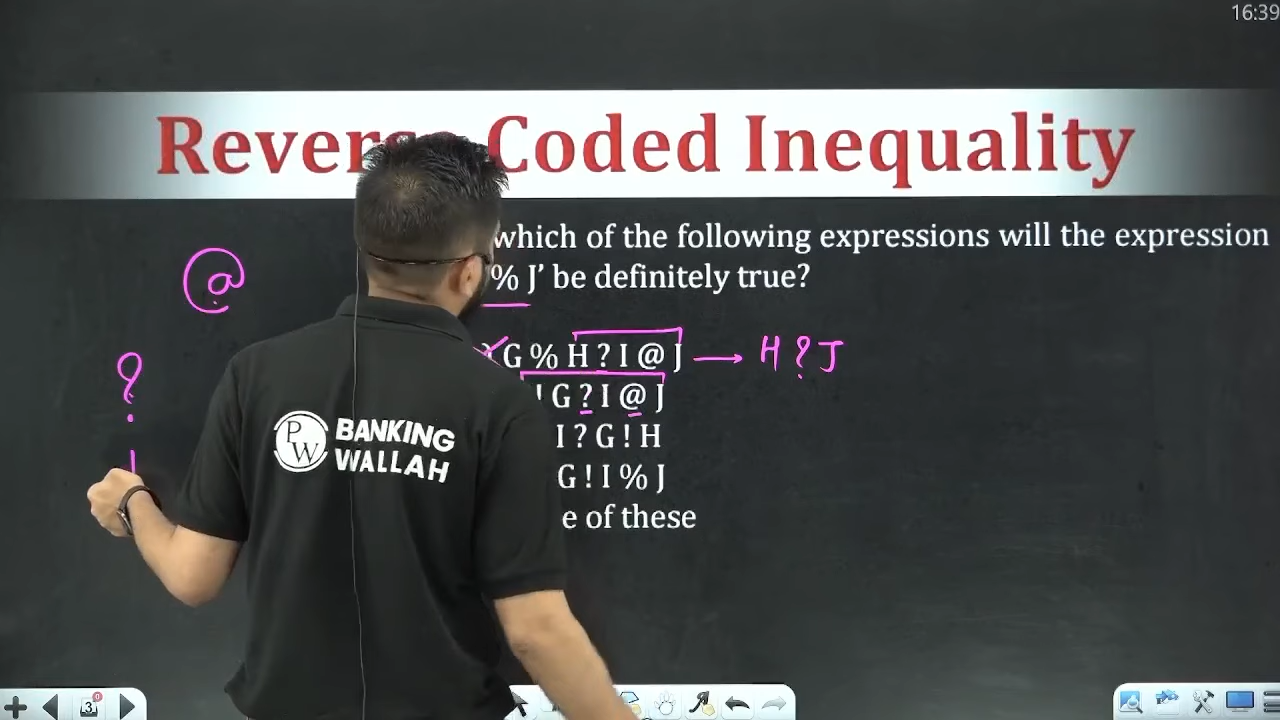 16:39
Coded Inequality
which of the following expressions will the expression
% J’ be definitely true?
@
G % H ? I @ J → H ? J
?
! G ? I @ J
I ? G ! H
G ! I % J
e of these
PW BANKING
WALLAH
3